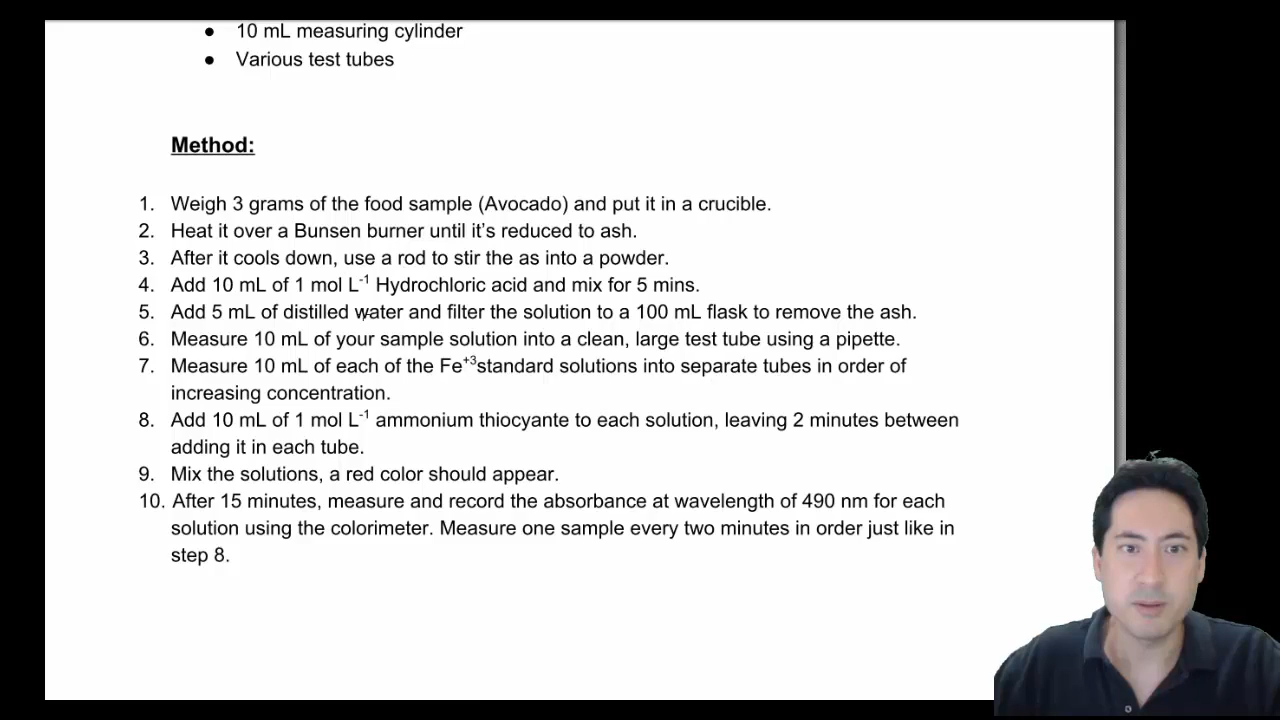 ● 10 mL measuring cylinder
● Various test tubes
Method:
1. Weigh 3 grams of the food sample (Avocado) and put it in a crucible.
2. Heat it over a Bunsen burner until it’s reduced to ash.
3. After it cools down, use a rod to stir the as into a powder.
4. Add 10 mL of 1 mol L⁻¹ Hydrochloric acid and mix for 5 mins.
5. Add 5 mL of distilled water and filter the solution to a 100 mL flask to remove the ash.
6. Measure 10 mL of your sample solution into a clean, large test tube using a pipette.
7. Measure 10 mL of each of the Fe⁺³standard solutions into separate tubes in order of
increasing concentration.
8. Add 10 mL of 1 mol L⁻¹ ammonium thiocyante to each solution, leaving 2 minutes between
adding it in each tube.
9. Mix the solutions, a red color should appear.
10. After 15 minutes, measure and record the absorbance at wavelength of 490 nm for each
solution using the colorimeter. Measure one sample every two minutes in order just like in
step 8.